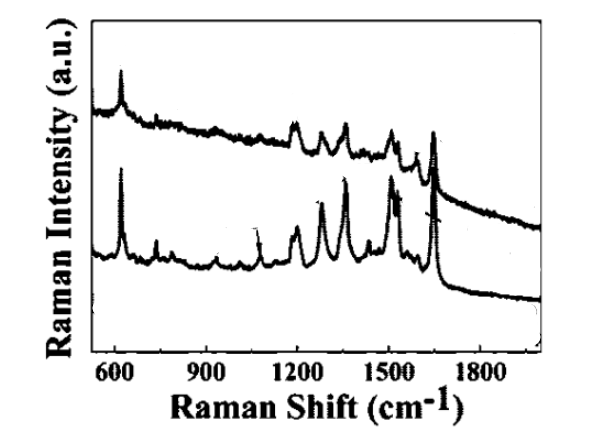 Raman Intensity (a.u.)
600 900 1200 1500 1800
Raman Shift (cm-1)